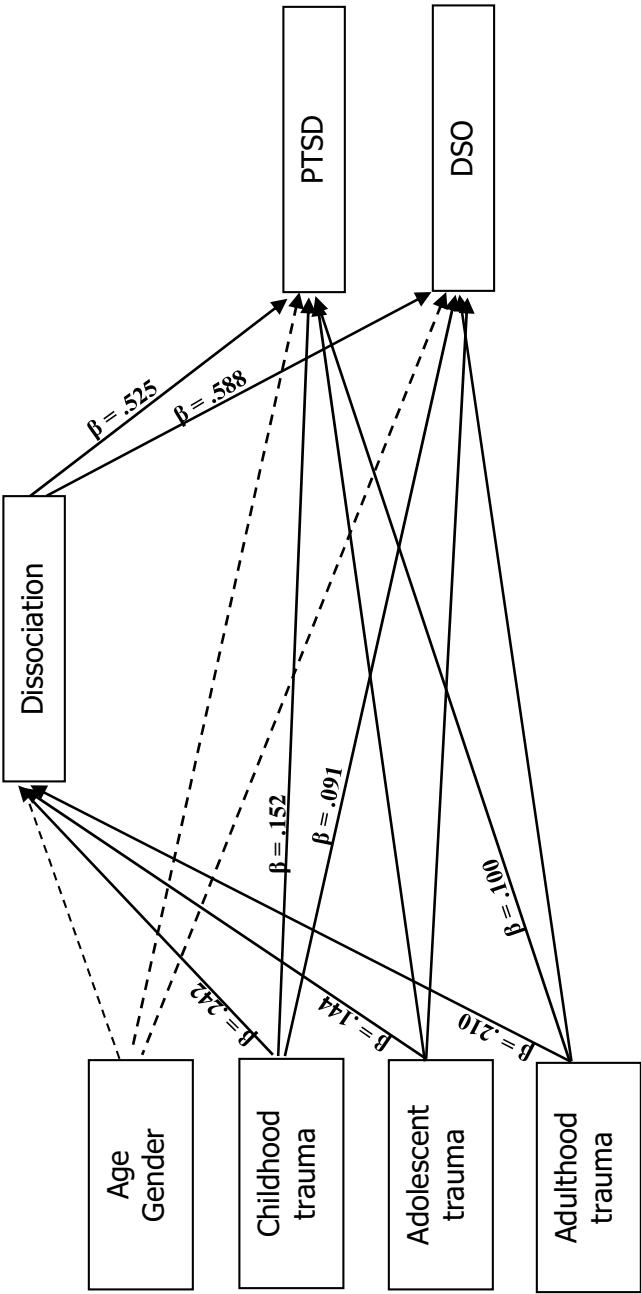 Dissociation
β = .525
β = .588
PTSD
DSO
Age
Gender
Childhood
trauma
Adolescent
trauma
Adulthood
trauma
β = .242
β = .144
β = .210
β = .152
β = .091
β = .100